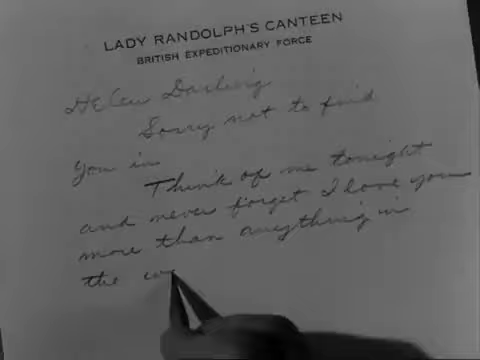 LADY RANDOLPH'S CANTEEN
BRITISH EXPEDITIONARY FORCE
Helen Darling
Sorry not to find
you in
Think of me tonight
and never forget I love you
more than anything in
the wo